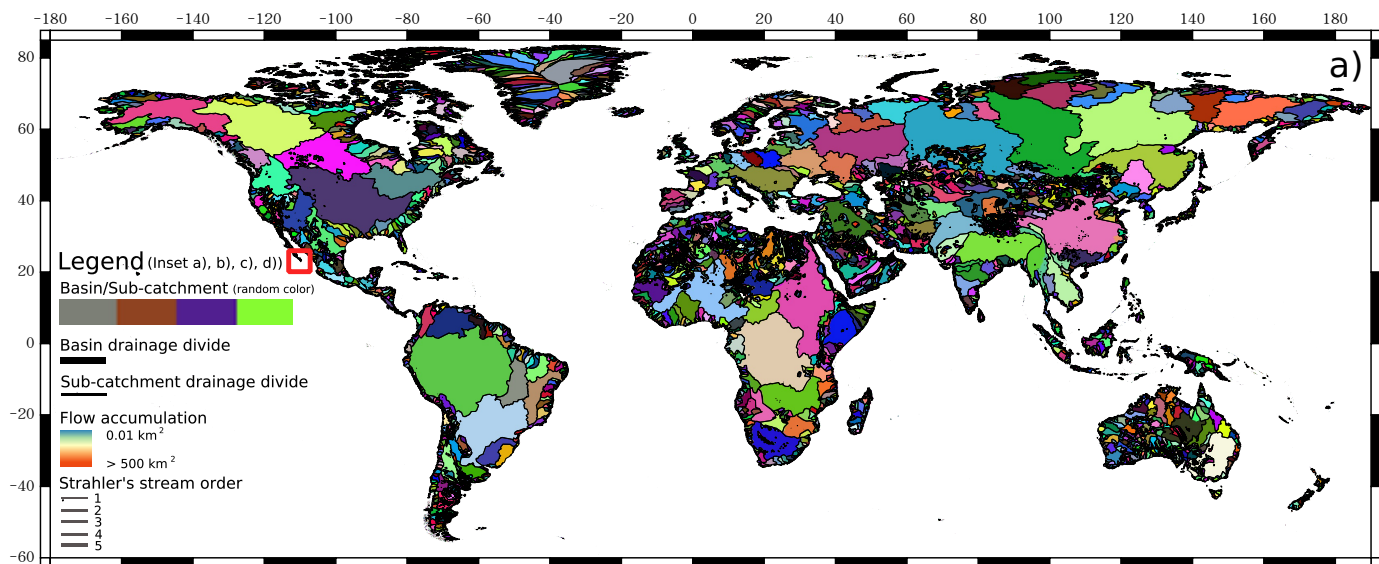 −180 −160 −140 −120 −100 −80 −60 −40 −20 0 20 40 60 80 100 120 140 160 180
80
a)
60
40
20
Legend (Inset a), b), c), d))
Basin/Sub-catchment (random color)
0
Basin drainage divide
Sub-catchment drainage divide
−20
Flow accumulation
0.01 km²
> 500 km²
Strahler's stream order
−40
1
2
3
4
5
−60